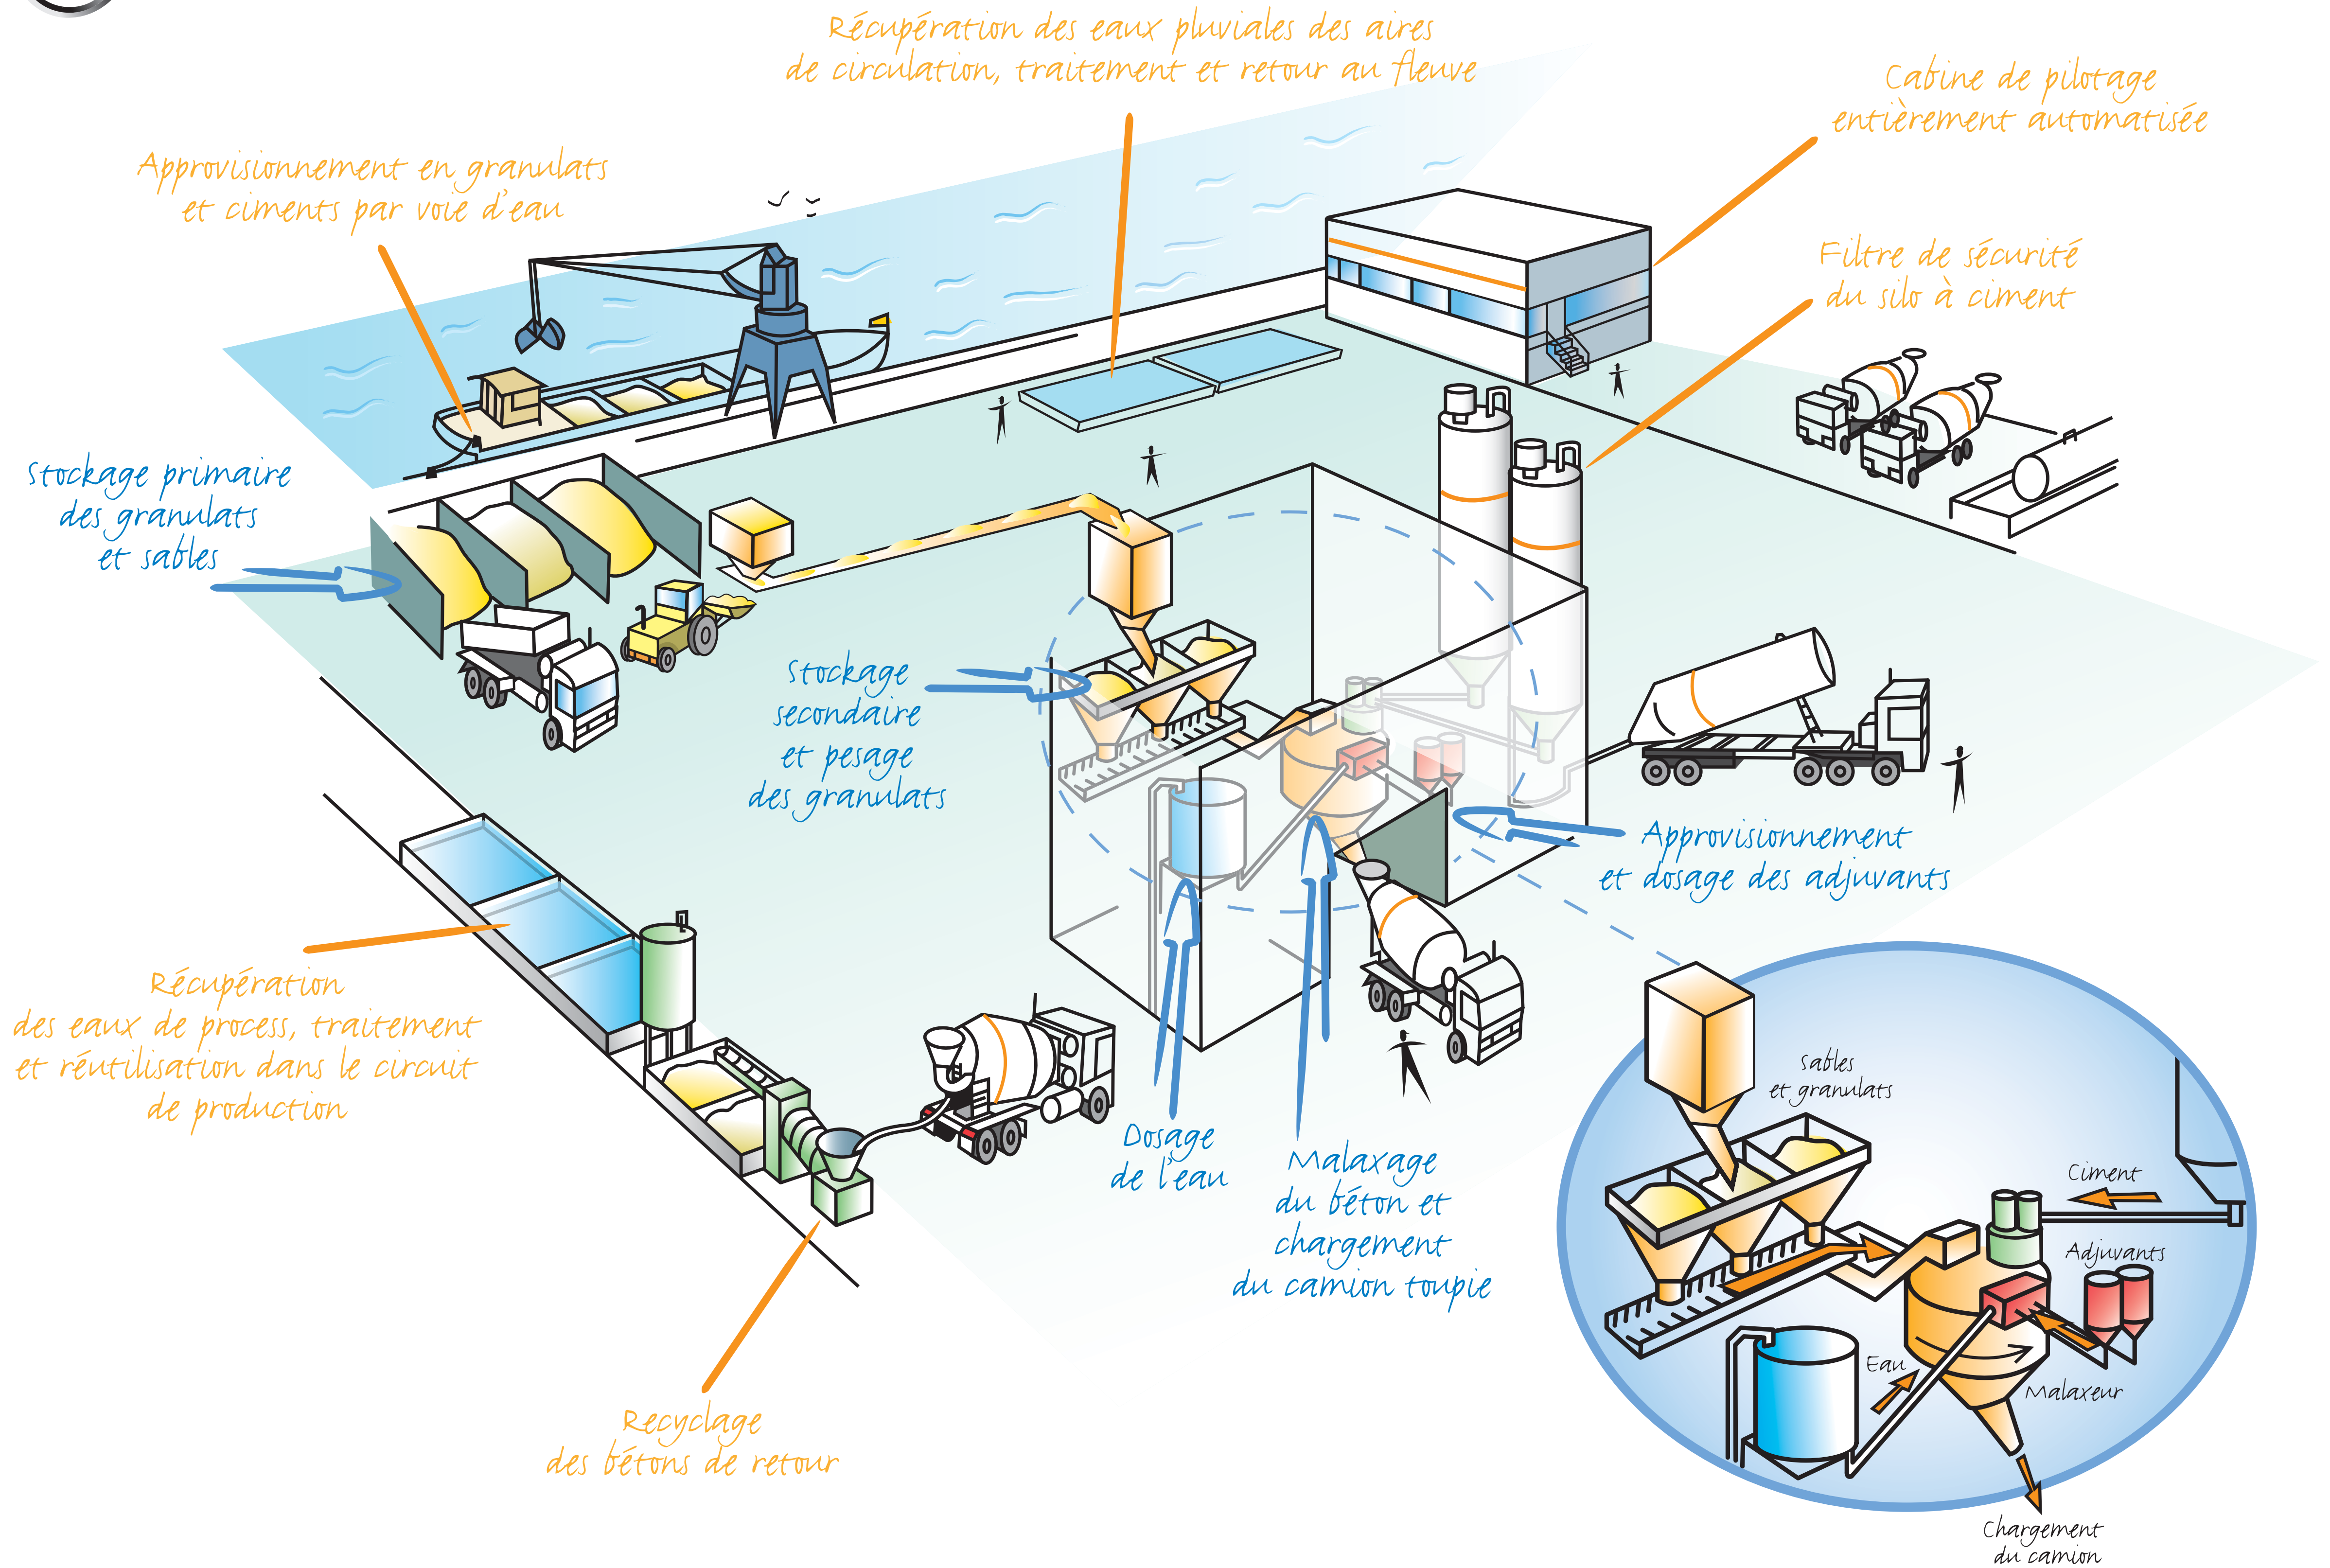 Récupération des eaux pluviales des aires
de circulation, traitement et retour au fleuve
Cabine de pilotage
entièrement automatisée
Approvisionnement en granulats
et ciments par voie d'eau
Filtre de sécurité
du silo à ciment
Stockage primaire
des granulats
et sables
Stockage
secondaire
et pesage
des granulats
Approvisionnement
et dosage des adjuvants
Récupération
des eaux de process, traitement
et réutilisation dans le circuit
de production
Dosage
de l'eau
Malaxage
du béton et
chargement
du camion toupie
Recyclage
des bétons de retour
Sables
et granulats
Ciment
Adjuvants
Eau
Malaxeur
Chargement
du camion